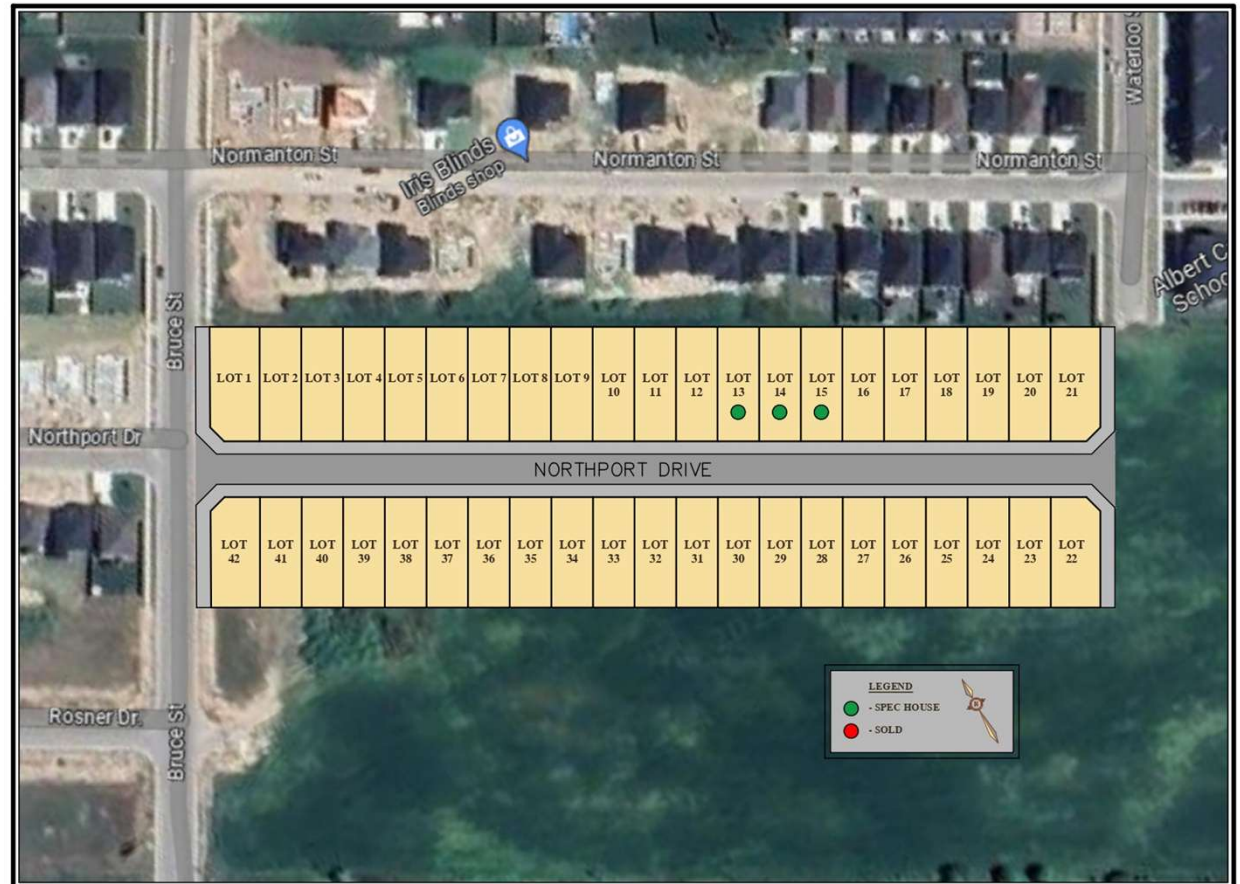 Waterloo
Normanton St
Iris Blinds
Blinds shop
Normanton St
Normanton St
Albert C
Schoo
Bruce St
LOT 1
LOT 2
LOT 3
LOT 4
LOT 5
LOT 6
LOT 7
LOT 8
LOT 9
LOT
10
LOT
11
LOT
12
LOT
13
LOT
14
LOT
15
LOT
16
LOT
17
LOT
18
LOT
19
LOT
20
LOT
21
Northport Dr
NORTHPORT DRIVE
LOT
42
LOT
41
LOT
40
LOT
39
LOT
38
LOT
37
LOT
36
LOT
35
LOT
34
LOT
33
LOT
32
LOT
31
LOT
30
LOT
29
LOT
28
LOT
27
LOT
26
LOT
25
LOT
24
LOT
23
LOT
22
LEGEND
- SPEC HOUSE
- SOLD
Rosner Dr.
Bruce St